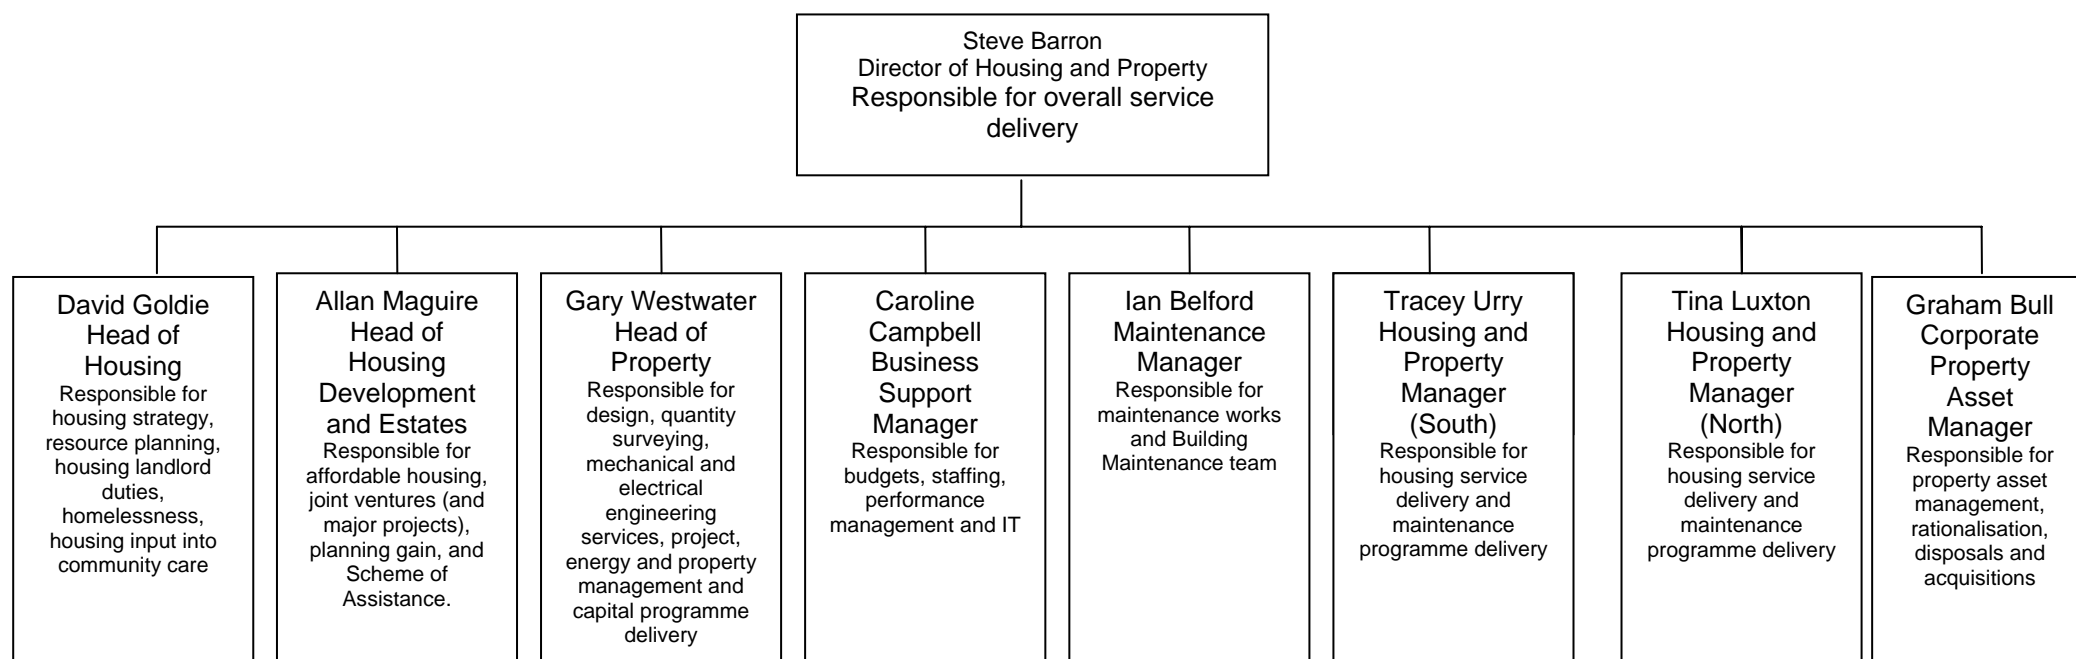 Steve Barron
Director of Housing and Property
Responsible for overall service
delivery
David Goldie
Head of
Housing
Responsible for
housing strategy,
resource planning,
housing landlord
duties,
homelessness,
housing input into
community care
Allan Maguire
Head of
Housing
Development
and Estates
Responsible for
affordable housing,
joint ventures (and
major projects),
planning gain, and
Scheme of
Assistance.
Gary Westwater
Head of
Property
Responsible for
design, quantity
surveying,
mechanical and
electrical
engineering
services, project,
energy and property
management and
capital programme
delivery
Caroline
Campbell
Business
Support
Manager
Responsible for
budgets, staffing,
performance
management and IT
Ian Belford
Maintenance
Manager
Responsible for
maintenance works
and Building
Maintenance team
Tracey Urry
Housing and
Property
Manager
(South)
Responsible for
housing service
delivery and
maintenance
programme delivery
Tina Luxton
Housing and
Property
Manager
(North)
Responsible for
housing service
delivery and
maintenance
programme delivery
Graham Bull
Corporate
Property
Asset
Manager
Responsible for
property asset
management,
rationalisation,
disposals and
acquisitions